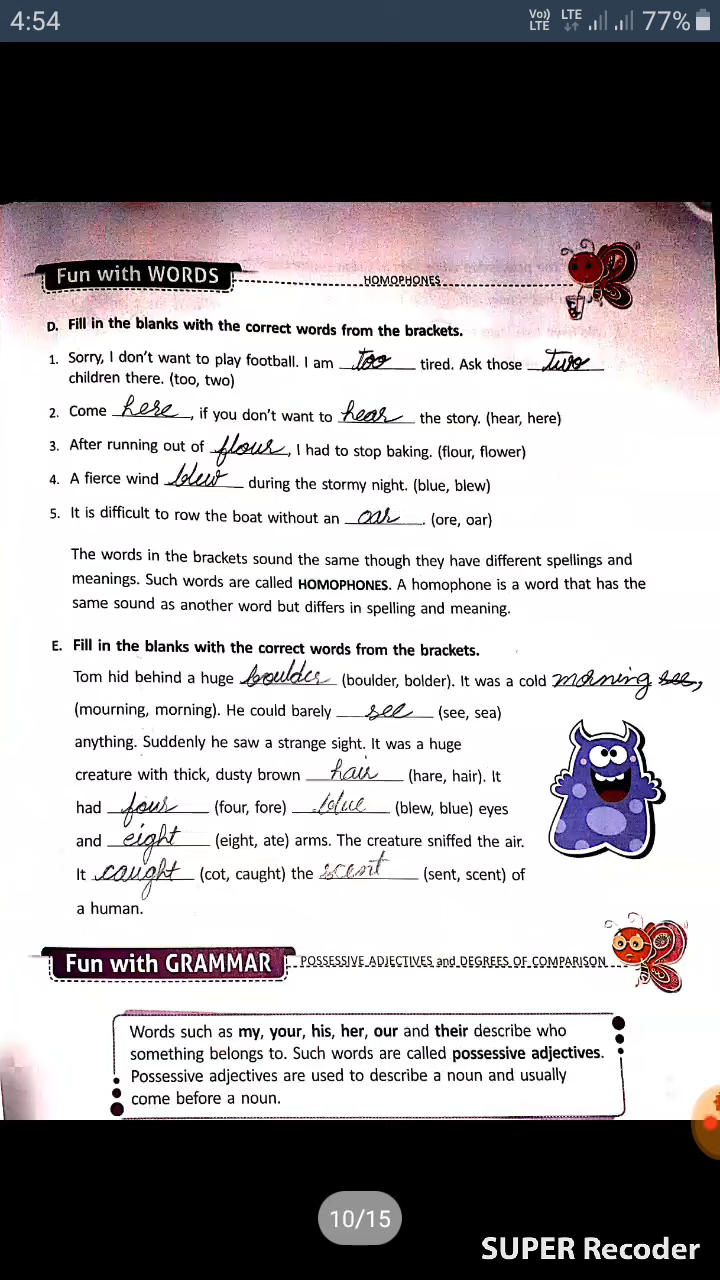 4:54 Vo)) LTE LTE 77%
Fun with WORDS HOMOPHONES
D. Fill in the blanks with the correct words from the brackets.
1. Sorry, I don't want to play football. I am too tired. Ask those two
children there. (too, two)
2. Come here, if you don't want to hear the story. (hear, here)
3. After running out of flour, I had to stop baking. (flour, flower)
4. A fierce wind blew during the stormy night. (blue, blew)
5. It is difficult to row the boat without an oar. (ore, oar)
The words in the brackets sound the same though they have different spellings and
meanings. Such words are called HOMOPHONES. A homophone is a word that has the
same sound as another word but differs in spelling and meaning.
E. Fill in the blanks with the correct words from the brackets.
Tom hid behind a huge boulder (boulder, bolder). It was a cold morning see,
(mourning, morning). He could barely see (see, sea)
anything. Suddenly he saw a strange sight. It was a huge
creature with thick, dusty brown hair (hare, hair). It
had four (four, fore) blue (blew, blue) eyes
and eight (eight, ate) arms. The creature sniffed the air.
It caught (cot, caught) the scent (sent, scent) of
a human.
Fun with GRAMMAR POSSESSIVE ADJECTIVES and DEGREES OF COMPARISON
Words such as my, your, his, her, our and their describe who
something belongs to. Such words are called possessive adjectives.
Possessive adjectives are used to describe a noun and usually
come before a noun.
10/15
SUPER Recoder